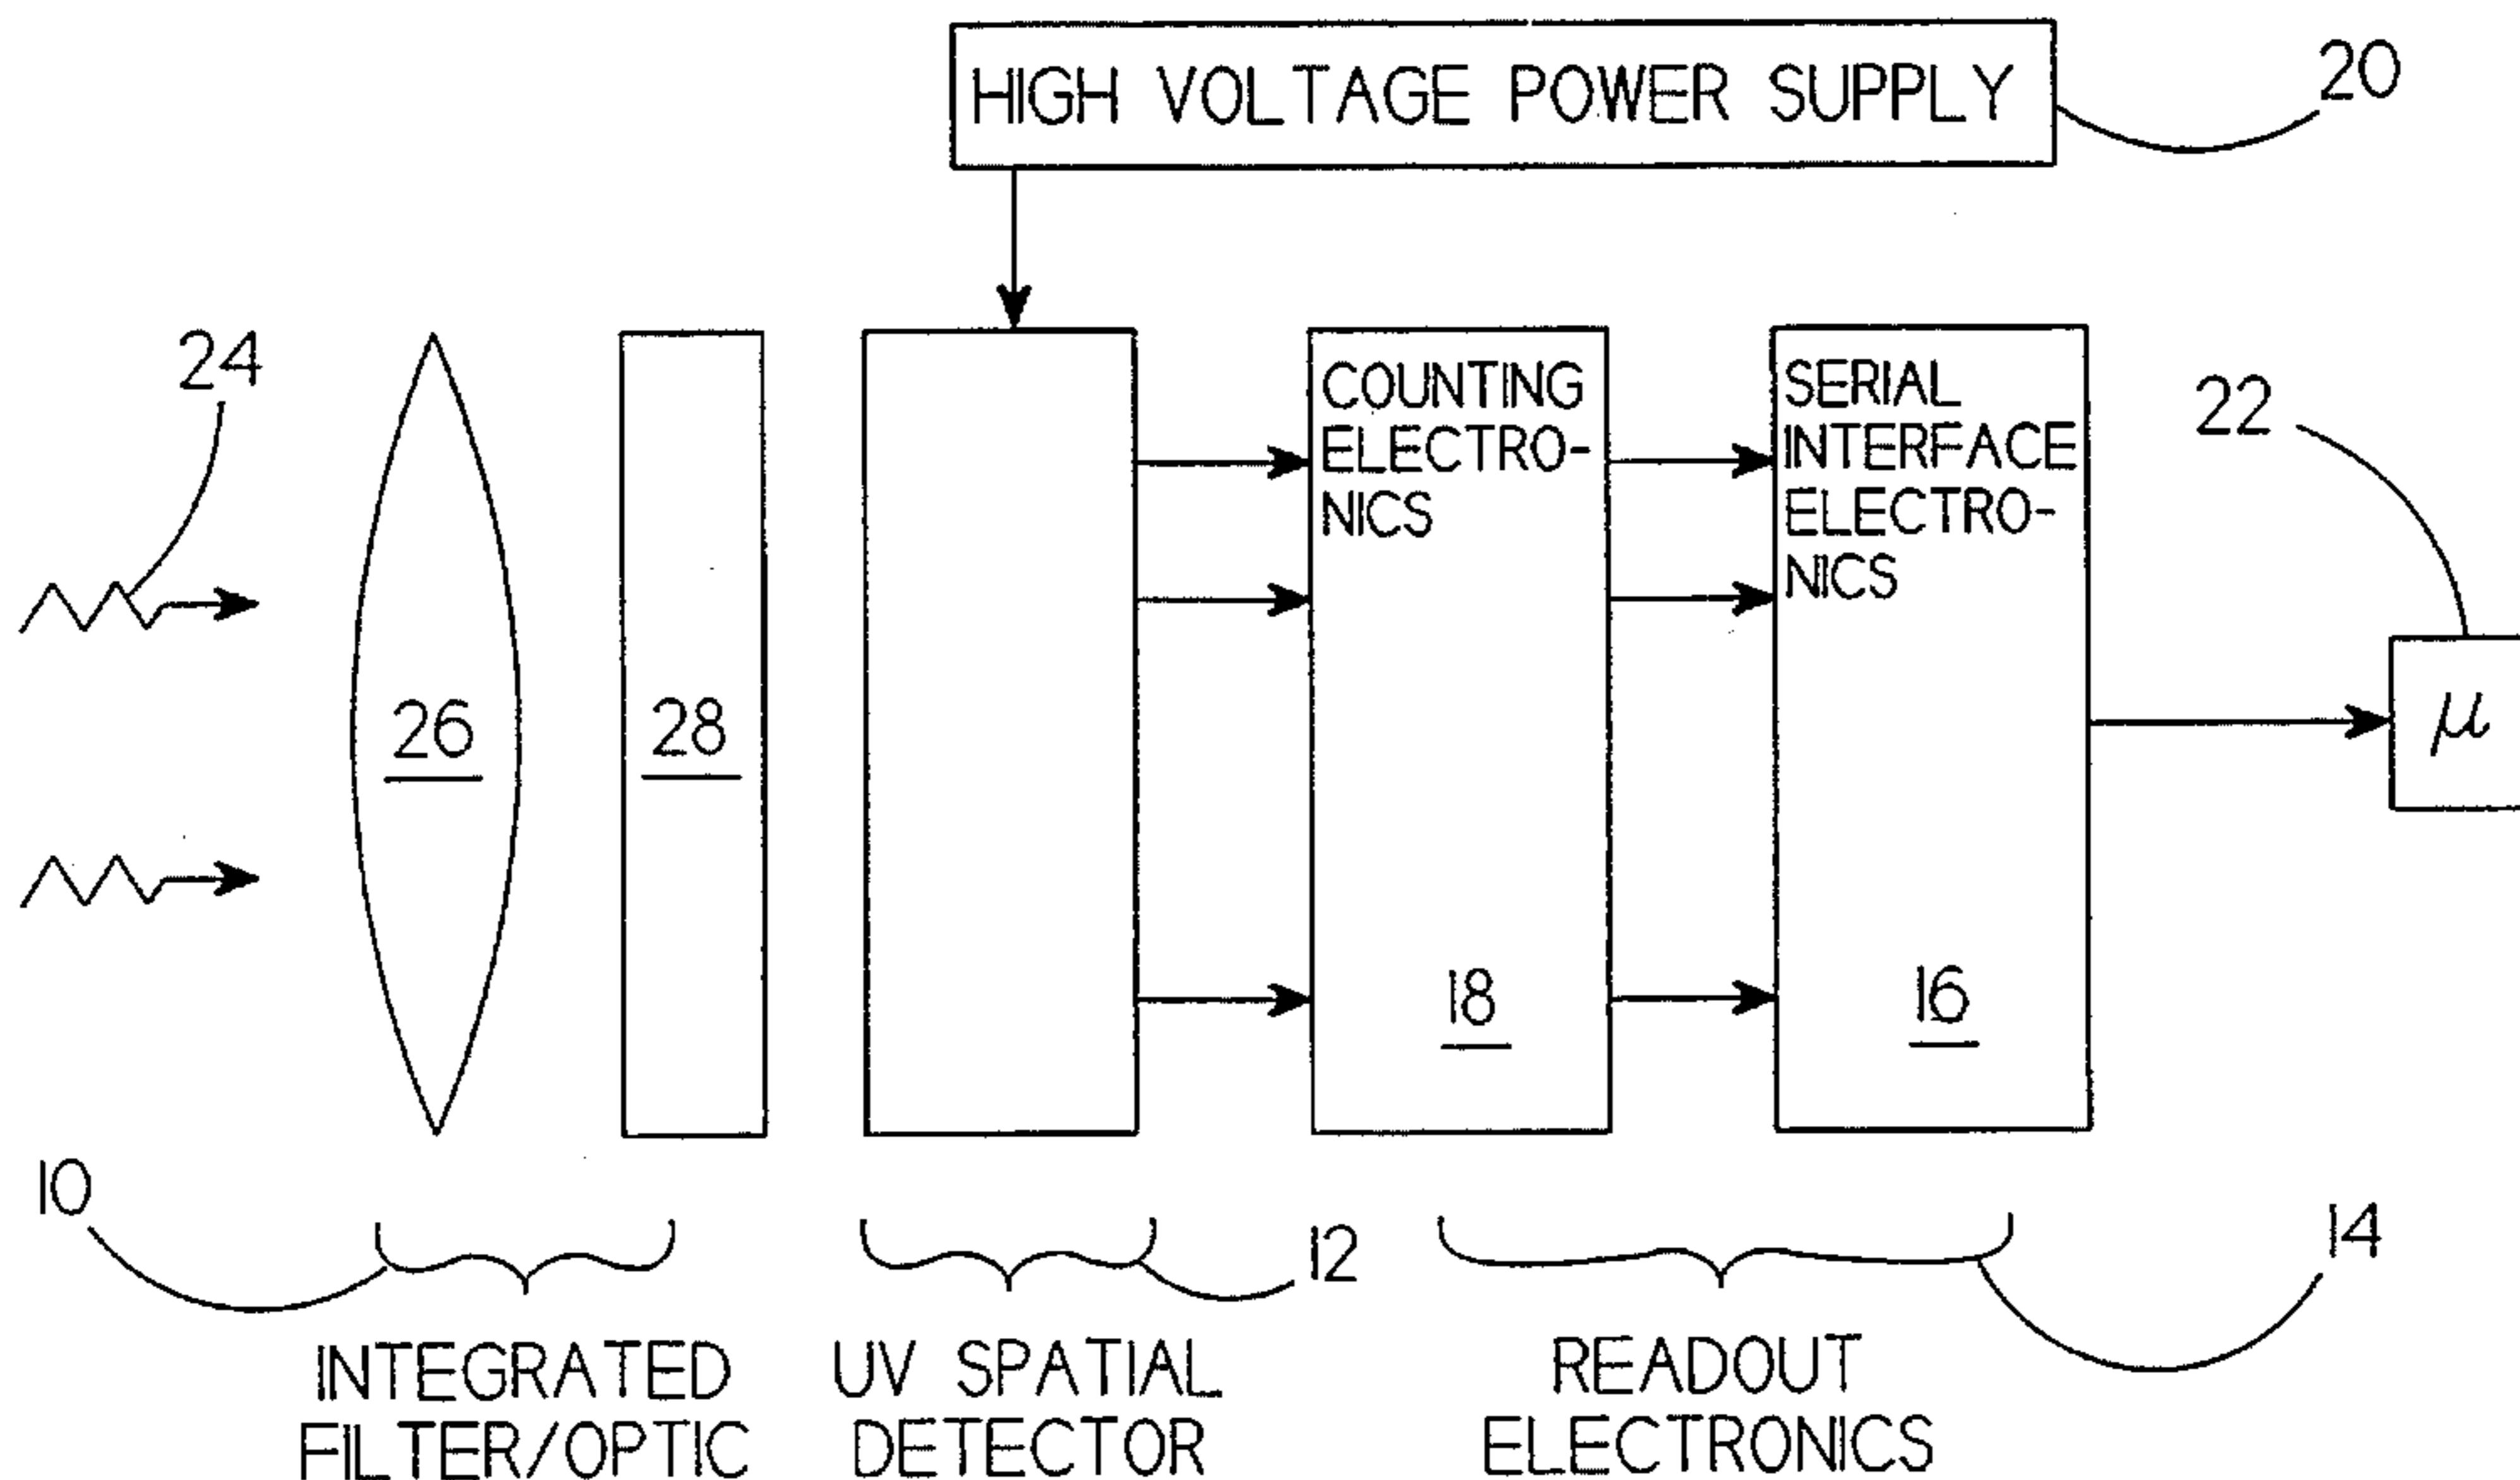 HIGH VOLTAGE POWER SUPPLY
20
24
COUNTING
ELECTRO-
NICS
SERIAL
INTERFACE
ELECTRO-
NICS
22
26
28
μ
18
16
10
12
14
INTEGRATED
FILTER/OPTIC
UV SPATIAL
DETECTOR
READOUT
ELECTRONICS